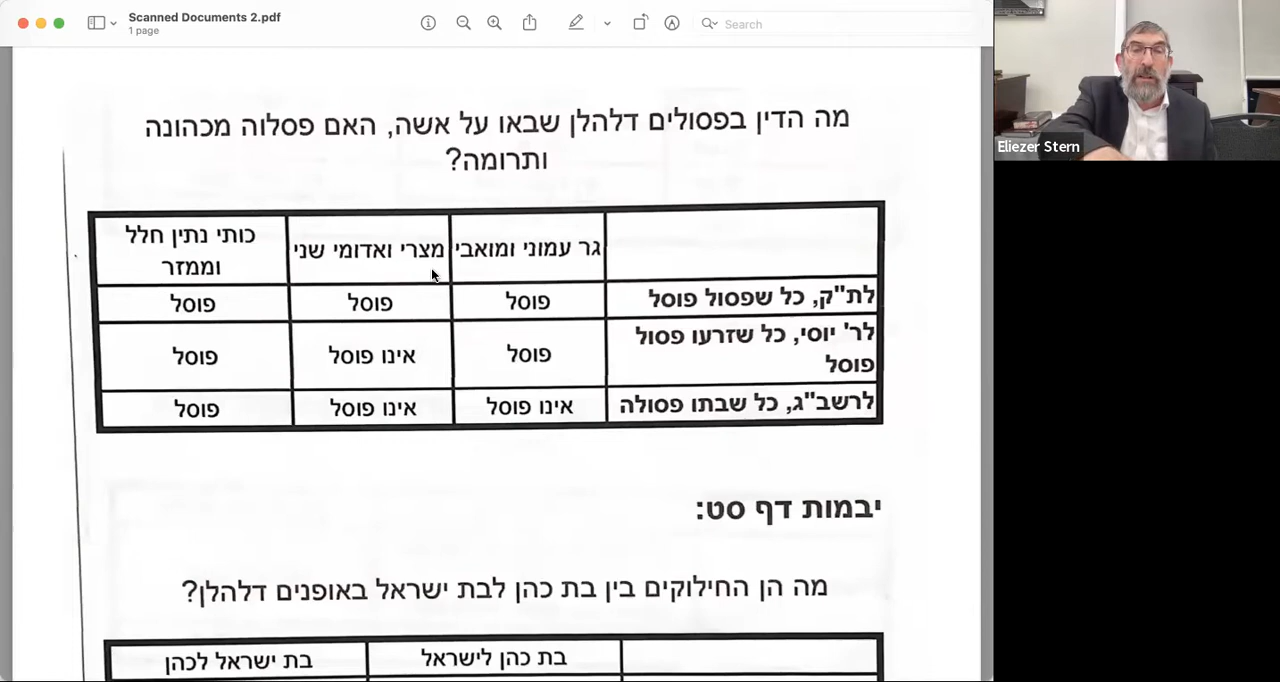 Scanned Documents 2.pdf
1 page
Search
Eliezer Stern
מה הדין בפסולים דלהלן שבאו על אשה, האם פסלוה מכהונה
ותרומה?
גר עמוני ומואבי מצרי ואדומי שני כותי נתין חלל
וממזר
לת"ק, כל שפסול פוסל פוסל פוסל פוסל
לר' יוסי, כל שזרעו פסול
פוסל פוסל אינו פוסל פוסל
לרשב"ג, כל שבתו פסולה אינו פוסל אינו פוסל פוסל
יבמות דף סט:
מה הן החילוקים בין בת כהן לבת ישראל באופנים דלהלן?
בת כהן לישראל בת ישראל לכהן